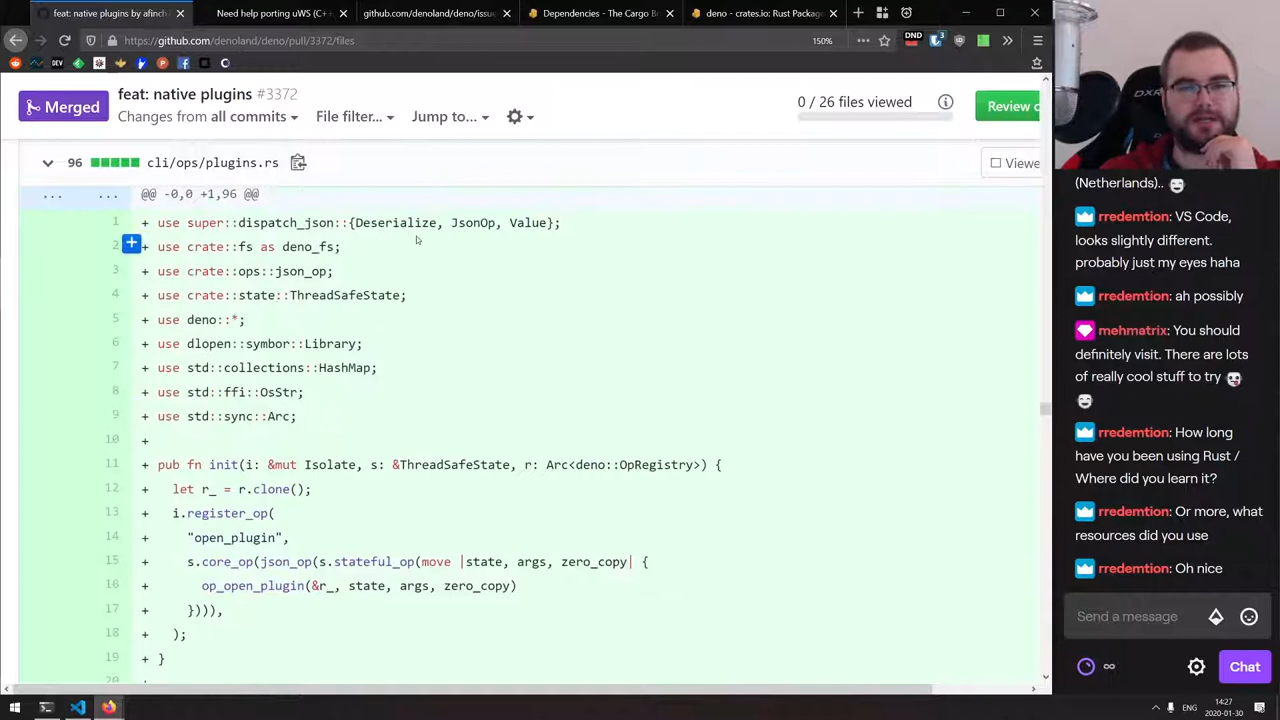 native plugins by afinch
Need help porting uWS (C++
github.com/denoland/deno/issue
Dependencies - The Cargo B
deno - crates.io: Rust Package
https://github.com/denoland/deno/pull/3372/files
150%
DND
3
DEV
Merged
feat: native plugins #3372
Changes from all commits
File filter...
Jump to...
0 / 26 files viewed
Review
96 cli/ops/plugins.rs
Viewe
... ... @@ -0,0 +1,96 @@
1 + use super::dispatch_json::{Deserialize, JsonOp, Value};
2 + use crate::fs as deno_fs;
3 + use crate::ops::json_op;
4 + use crate::state::ThreadSafeState;
5 + use deno::*;
6 + use dlopen::symbor::Library;
7 + use std::collections::HashMap;
8 + use std::ffi::OsStr;
9 + use std::sync::Arc;
10 +
11 + pub fn init(i: &mut Isolate, s: &ThreadSafeState, r: Arc<deno::OpRegistry>) {
12 + let r_ = r.clone();
13 + i.register_op(
14 + "open_plugin",
15 + s.core_op(json_op(s.stateful_op(move |state, args, zero_copy| {
16 + op_open_plugin(&r_, state, args, zero_copy)
17 + }))),
18 + );
19 + }
20
DXR
(Netherlands)..
rredemtion: VS Code,
looks slightly different.
probably just my eyes haha
rredemtion: ah possibly
mehmatrix: You should
definitely visit. There are lots
of really cool stuff to try
rredemtion: How long
have you been using Rust /
Where did you learn it?
rredemtion: Or more, what
resources did you use
rredemtion: Oh nice
Send a message
∞
Chat
ENG
14:27
2020-01-30